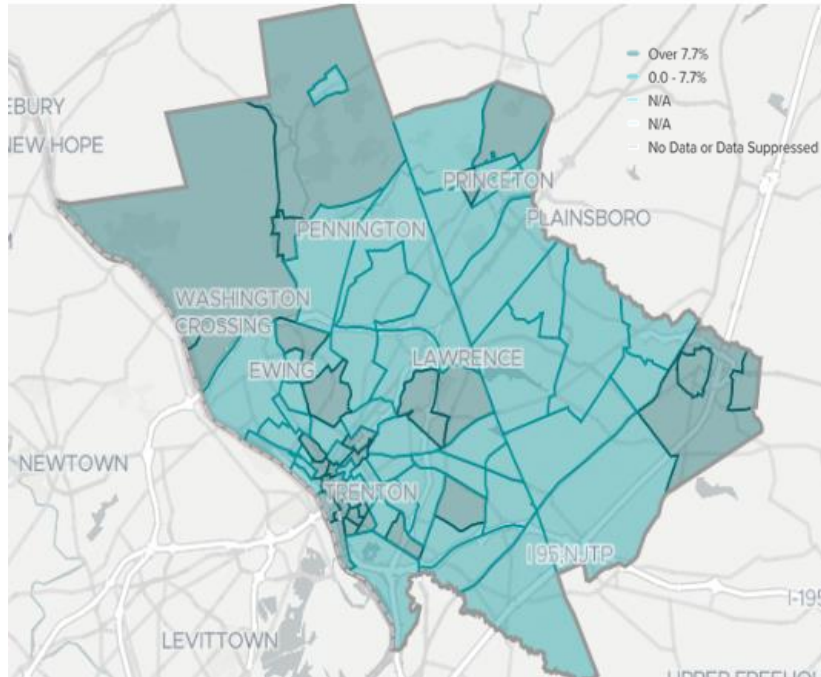 Over 7.7%
0.0 - 7.7%
N/A
N/A
No Data or Data Suppressed
EBURY
NEW HOPE
PRINCETON
PLAINSBORO
PENNINGTON
WASHINGTON
CROSSING
LAWRENCE
EWING
NEWTOWN
TRENTON
I 95;NJTP
I-195
LEVITTOWN